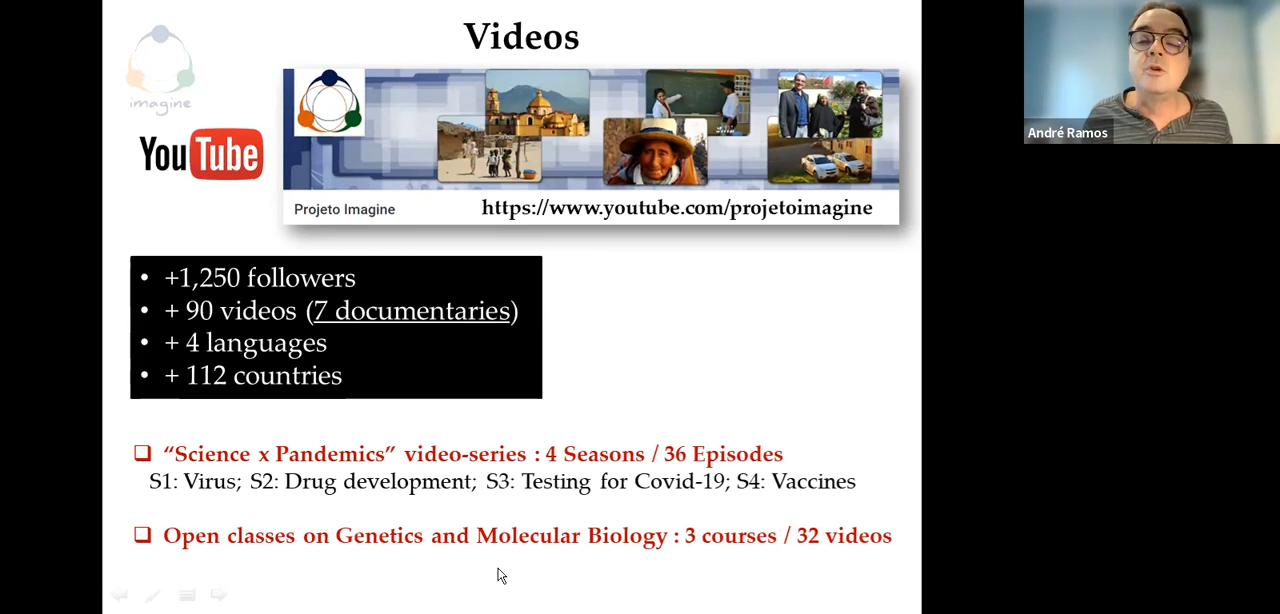 Videos
imagine
YouTube
Projeto Imagine
https://www.youtube.com/projetoimagine
André Ramos
• +1,250 followers
• + 90 videos (7 documentaries)
• + 4 languages
• + 112 countries
❑ “Science x Pandemics” video-series : 4 Seasons / 36 Episodes
S1: Virus; S2: Drug development; S3: Testing for Covid-19; S4: Vaccines
❑ Open classes on Genetics and Molecular Biology : 3 courses / 32 videos